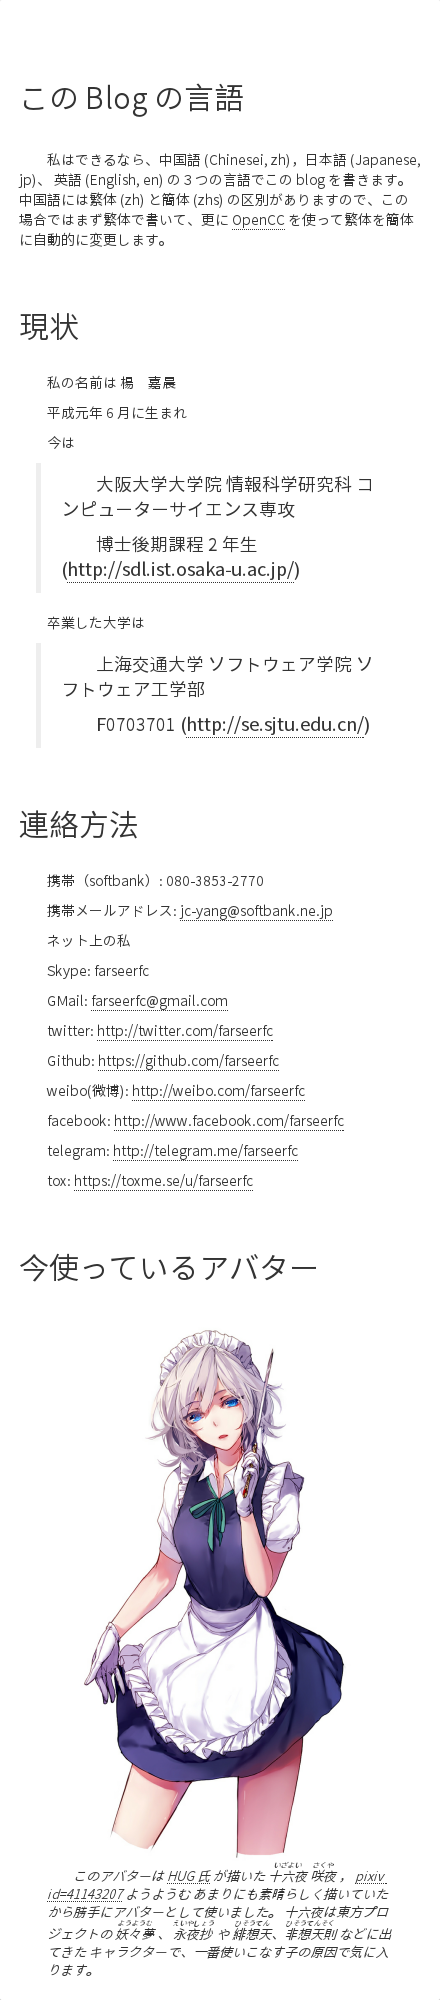 この Blog の言語
私はできるなら、中国語 (Chinesei, zh)，日本語 (Japanese,
jp)、 英語 (English, en) の３つの言語でこの blog を書きます。
中国語には繁体 (zh) と簡体 (zhs) の区別がありますので、この
場合ではまず繁体で書いて、更に OpenCC を使って繁体を簡体
に自動的に変更します。
現状
私の名前は 楊　嘉晨
平成元年 6 月に生まれ
今は
大阪大学大学院 情報科学研究科 コ
ンピューターサイエンス専攻
博士後期課程 2 年生
(http://sdl.ist.osaka-u.ac.jp/)
卒業した大学は
上海交通大学 ソフトウェア学院 ソ
フトウェア工学部
F0703701 (http://se.sjtu.edu.cn/)
連絡方法
携帯（softbank）: 080-3853-2770
携帯メールアドレス: jc-yang@softbank.ne.jp
ネット上の私
Skype: farseerfc
GMail: farseerfc@gmail.com
twitter: http://twitter.com/farseerfc
Github: https://github.com/farseerfc
weibo(微博): http://weibo.com/farseerfc
facebook: http://www.facebook.com/farseerfc
telegram: http://telegram.me/farseerfc
tox: https://toxme.se/u/farseerfc
今使っているアバター
いざよい さくや
このアバターは HUG 氏 が描いた 十六夜 咲夜 ， pixiv
id=41143207 ようようむ あまりにも素晴らしく描いていた
から勝手にアバターとして使いました。 十六夜は東方プロ
ようようむ えいやしょう ひそうてん ひそうてんそく
ジェクトの 妖々夢 、 永夜抄 や 緋想天、非想天則 などに出
てきた キャラクターで、一番使いこなす子の原因で気に入
ります。